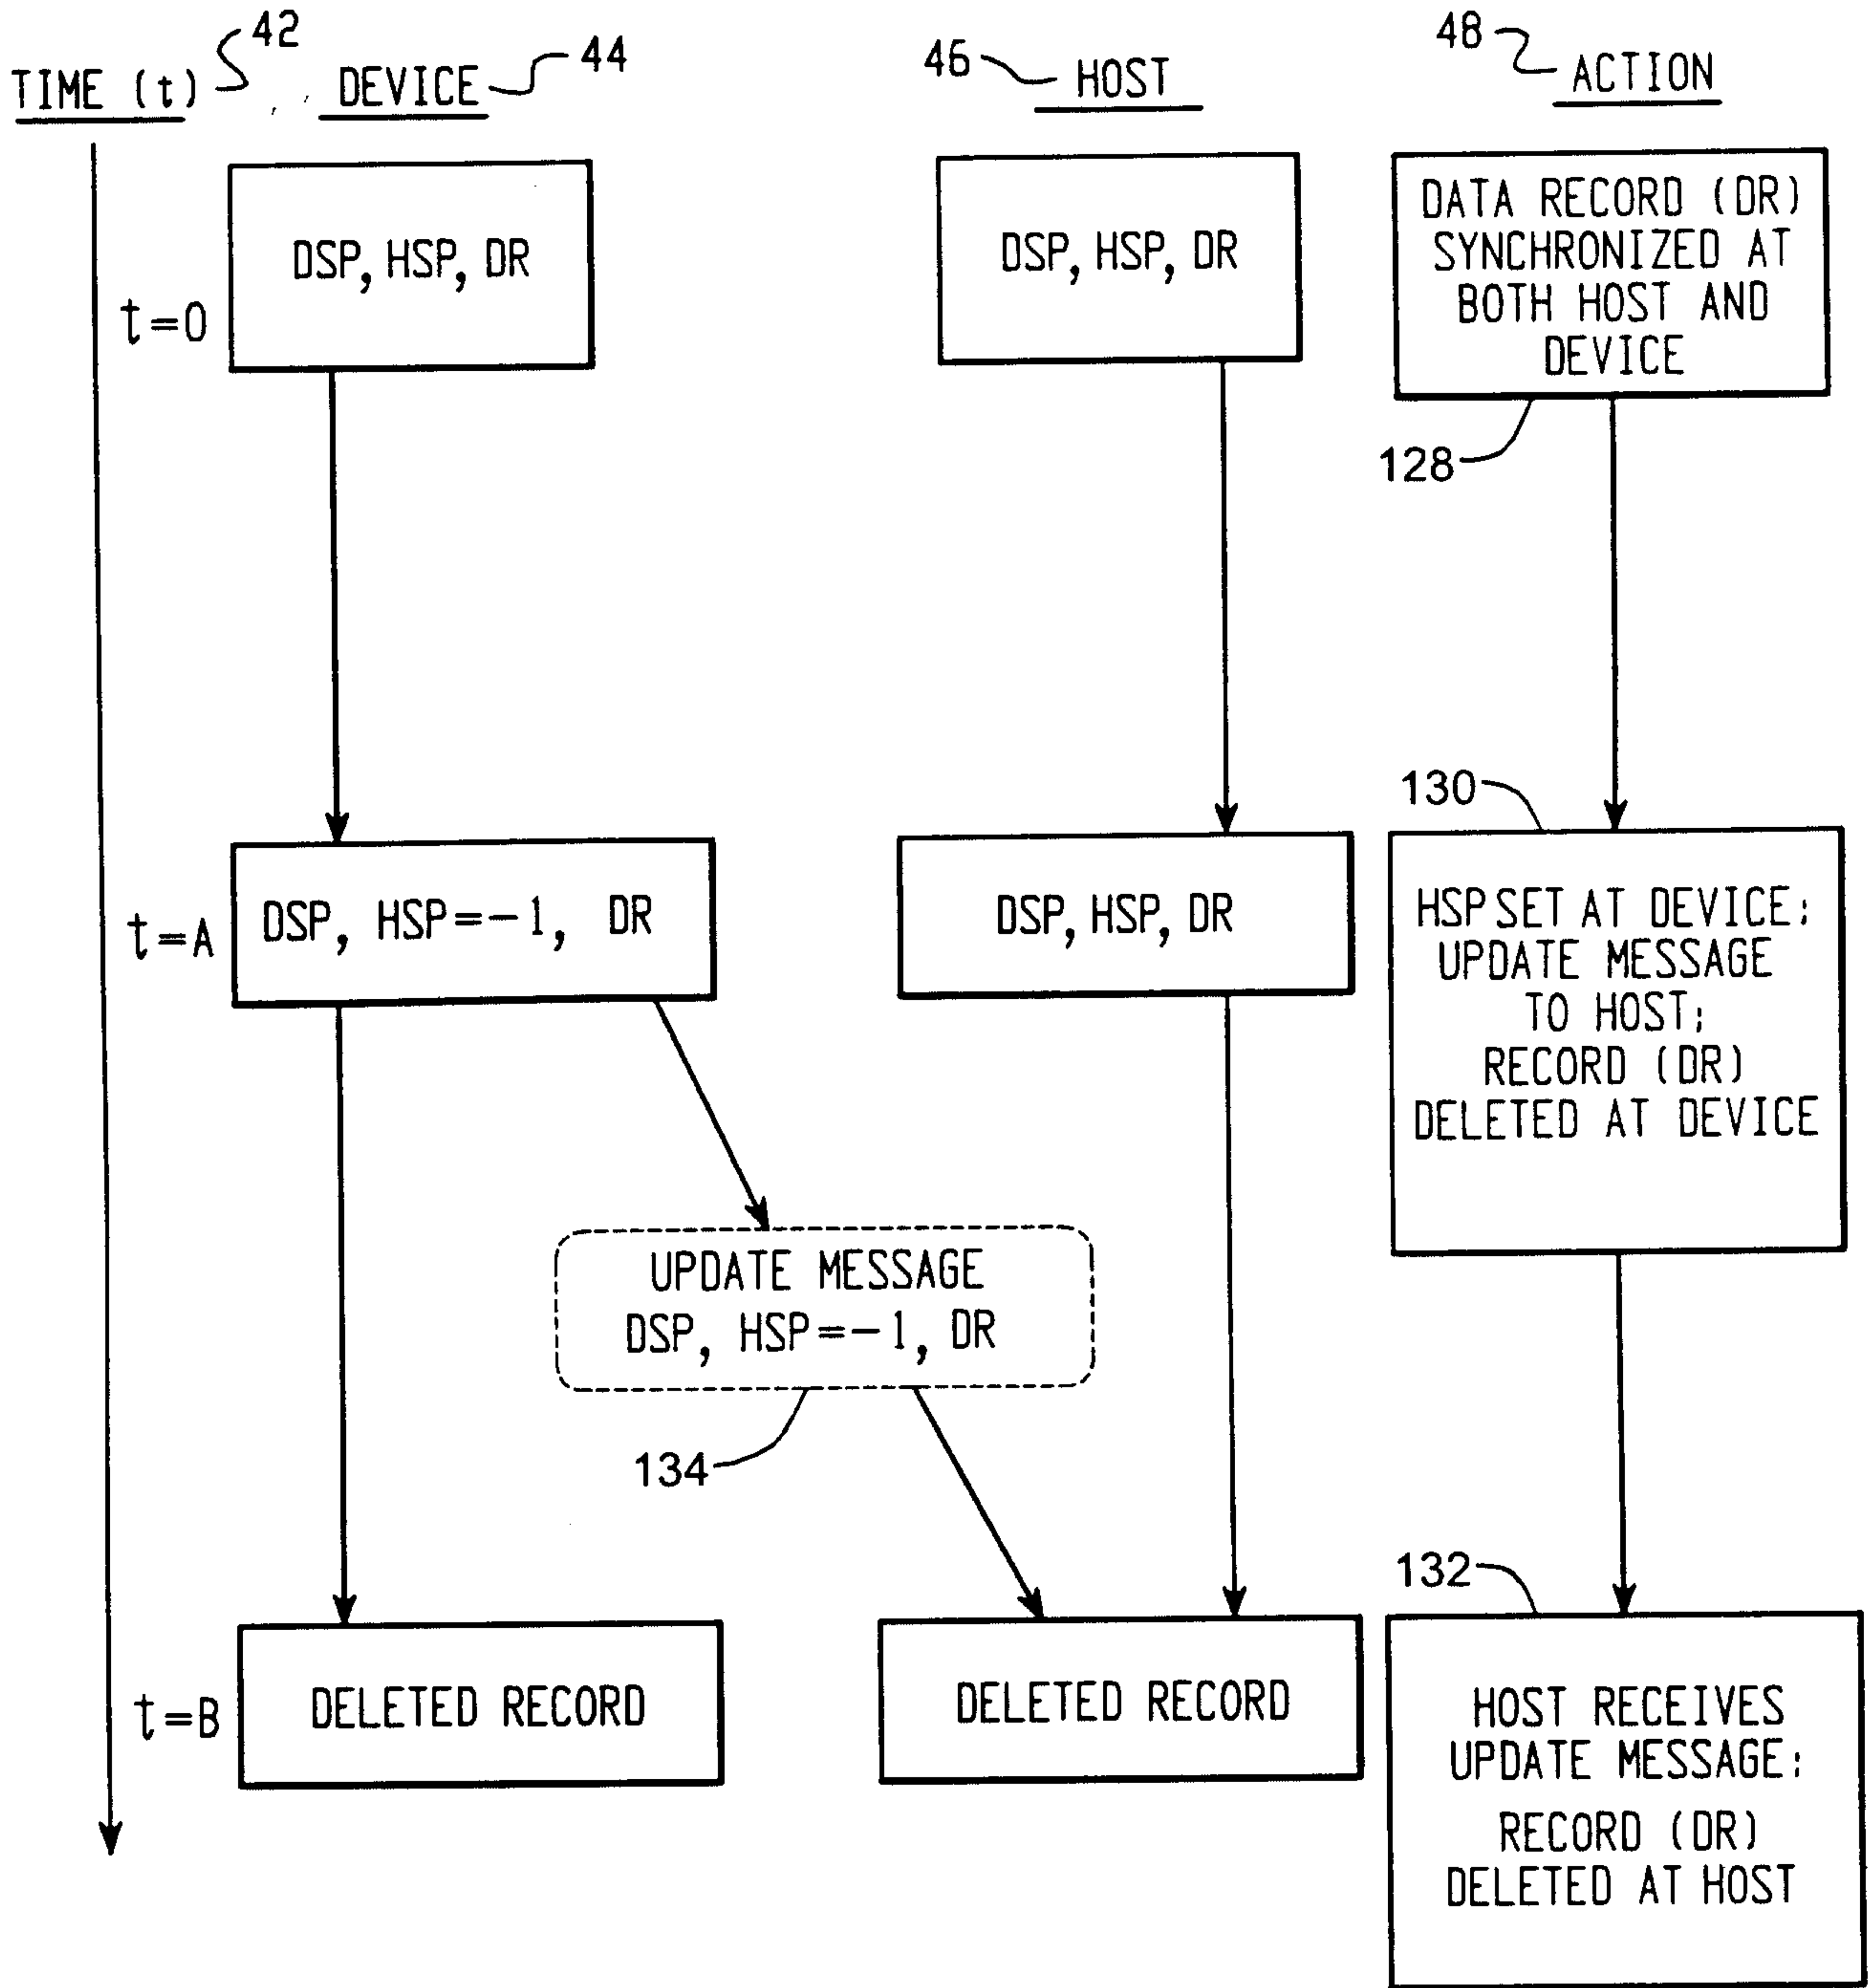 42
44
46
48
TIME (t)
DEVICE
HOST
ACTION
t=0
DSP, HSP, DR
DSP, HSP, DR
DATA RECORD (DR)
SYNCHRONIZED AT
BOTH HOST AND
DEVICE
128
130
t=A
DSP, HSP=-1, DR
DSP, HSP, DR
HSP SET AT DEVICE;
UPDATE MESSAGE
TO HOST;
RECORD (DR)
DELETED AT DEVICE
UPDATE MESSAGE
DSP, HSP=-1, DR
134
132
t=B
DELETED RECORD
DELETED RECORD
HOST RECEIVES
UPDATE MESSAGE;
RECORD (DR)
DELETED AT HOST